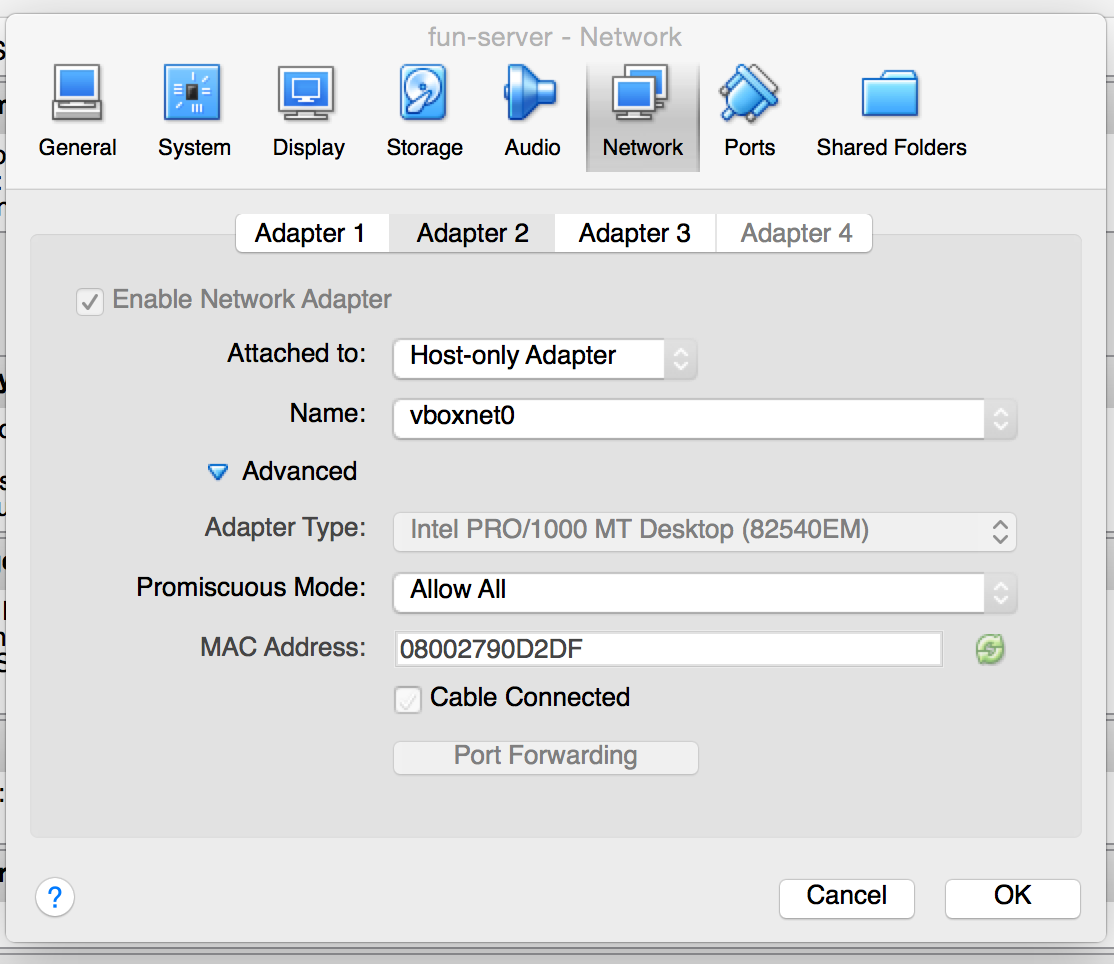 fun-server - Network
General System Display Storage Audio Network Ports Shared Folders
Adapter 1 Adapter 2 Adapter 3 Adapter 4
Enable Network Adapter
Attached to: Host-only Adapter
Name: vboxnet0
Advanced
Adapter Type: Intel PRO/1000 MT Desktop (82540EM)
Promiscuous Mode: Allow All
MAC Address: 08002790D2DF
Cable Connected
Port Forwarding
? Cancel OK